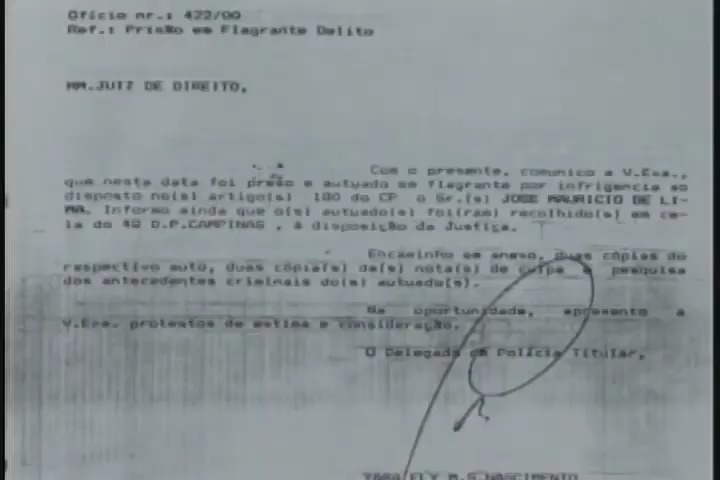 Ofício nr.: 422/00
Ref.: Prisão em Flagrante Delito
MM.JUIZ DE DIREITO,
Com o presente, comunico a V.Exa.,
que nesta data foi preso e autuado em flagrante por infrigencia ao
disposto no(s) artigo(s) 180 do CP o Sr.(s) JOSE MAURICIO DE LI-
MA. Informo ainda que o(s) autuado(s) foi(ram) recolhido(s) em ce-
la do 4º D.P.CAMPINAS , à disposição da Justiça.
Encaminho em anexo, duas cópias do
respectivo auto, duas cópia(s) da(s) nota(s) de culpa e pesquisa
dos antecedentes criminais do(s) autuado(s).
Na oportunidade, apresento a
V.Exa. protestos de estima e consideração.
O Delegado de Polícia Titular,
YARA ELY M.S.NASCIMENTO